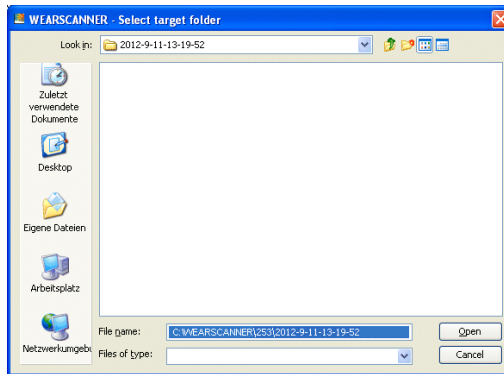 WEARSCANNER - Select target folder
Look in: 2012-9-11-13-19-52
Zuletzt
verwendete
Dokumente
Desktop
Eigene Dateien
Arbeitsplatz
Netzwerkumgebu
File name: C:\WEARSCANNER\253\2012-9-11-13-19-52 Open
Files of type: Cancel